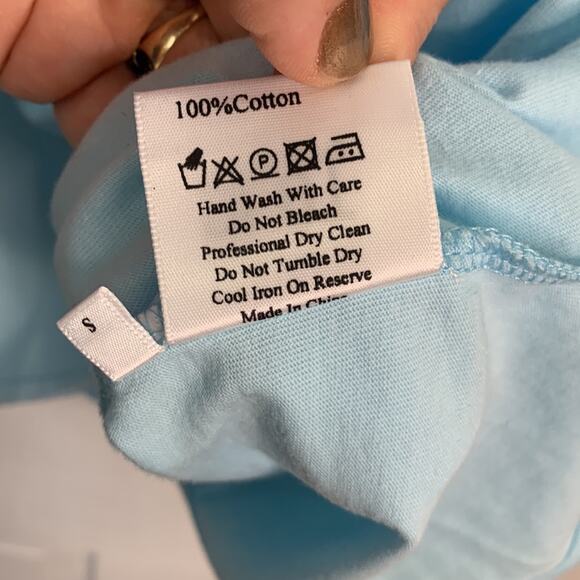 100%Cotton
P
Hand Wash With Care
Do Not Bleach
Professional Dry Clean
Do Not Tumble Dry
Cool Iron On Reserve
Made In China
S